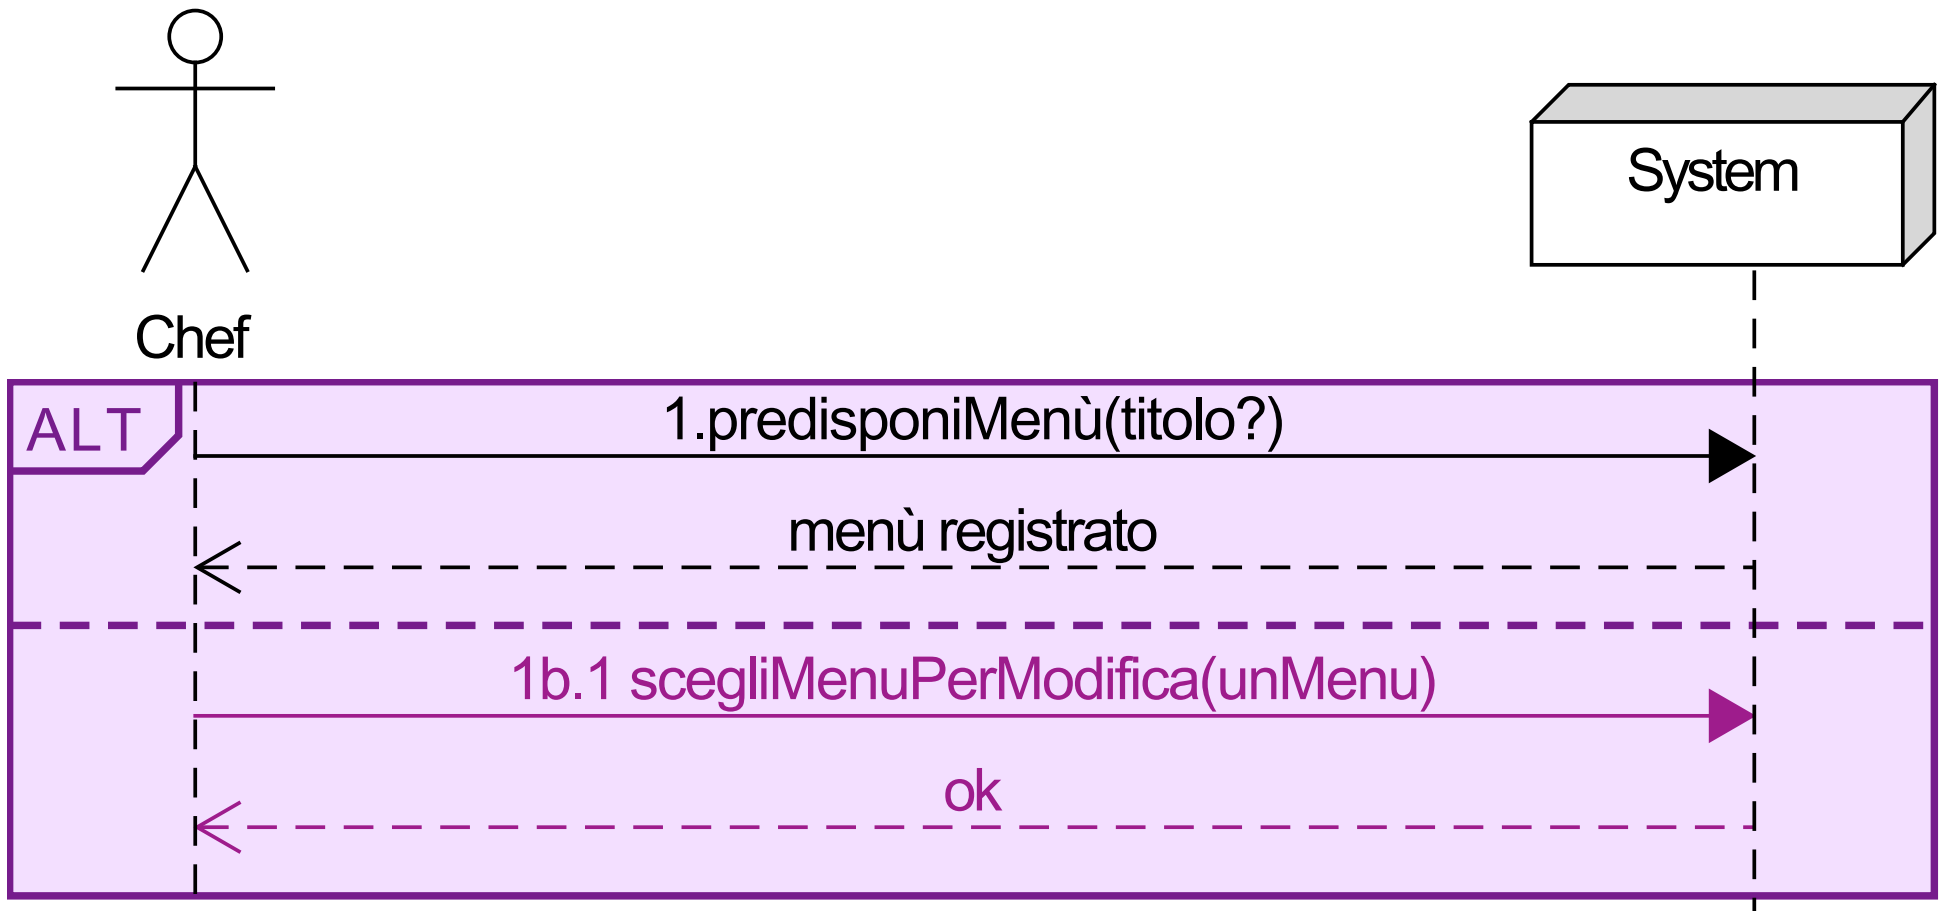 System
Chef
ALT
1.predisponiMenù(titolo?)
menù registrato
1b.1 scegliMenuPerModifica(unMenu)
ok